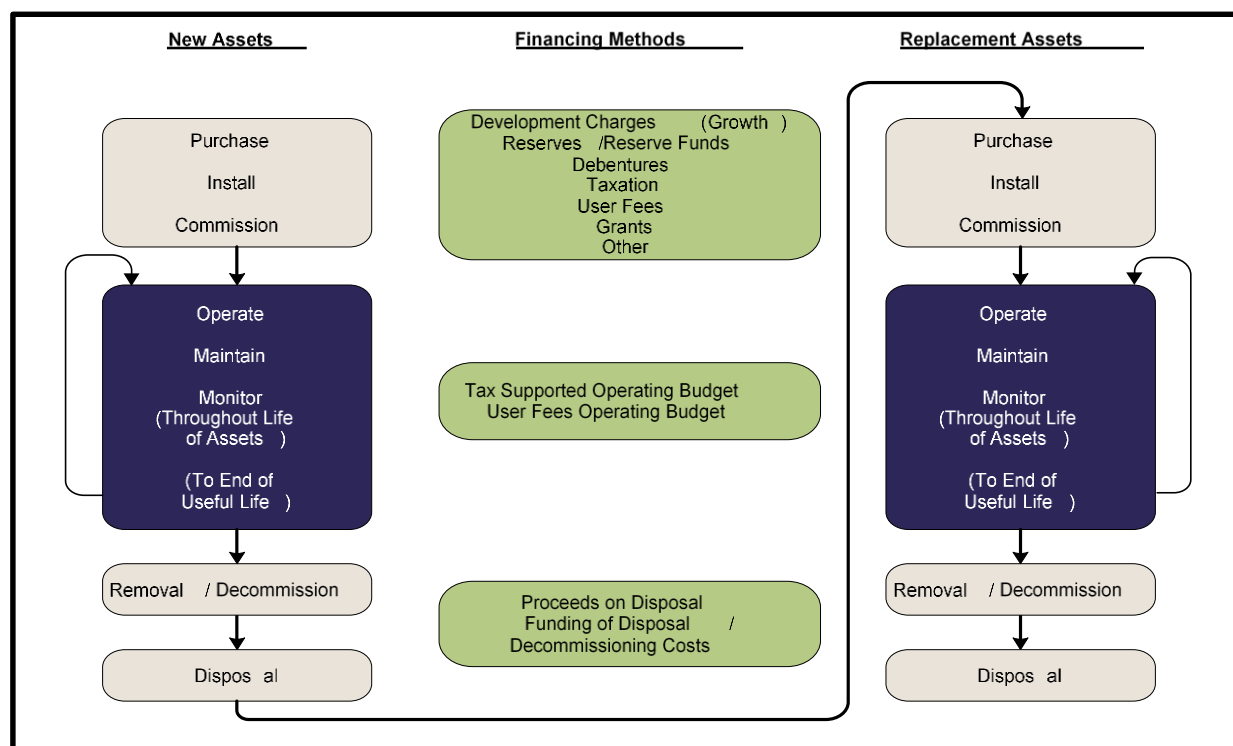 New Assets
Purchase
Install
Commission
Operate
Maintain
Monitor
(Throughout Life
of Assets )
(To End of
Useful Life )
Removal / Decommission
Dispos al
Financing Methods
Development Charges (Growth )
Reserves /Reserve Funds
Debentures
Taxation
User Fees
Grants
Other
Tax Supported Operating Budget
User Fees Operating Budget
Proceeds on Disposal
Funding of Disposal /
Decommissioning Costs
Replacement Assets
Purchase
Install
Commission
Operate
Maintain
Monitor
(Throughout Life
of Assets )
(To End of
Useful Life )
Removal / Decommission
Dispos al